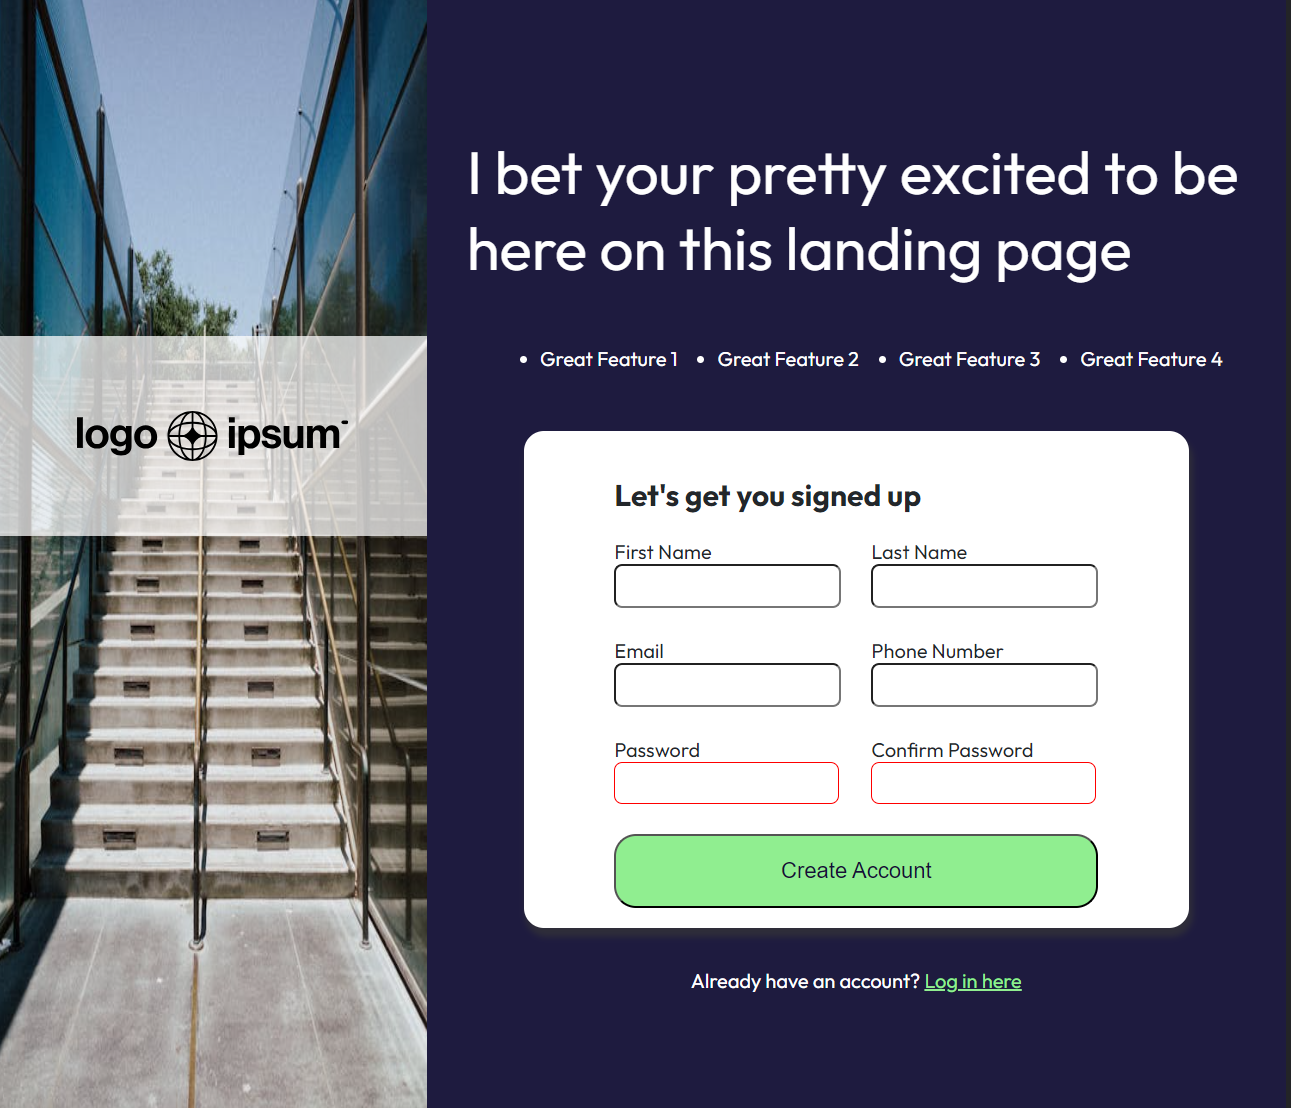 logo ipsum
I bet your pretty excited to be
here on this landing page
• Great Feature 1 • Great Feature 2 • Great Feature 3 • Great Feature 4
Let's get you signed up
First Name Last Name
Email Phone Number
Password Confirm Password
Create Account
Already have an account? Log in here